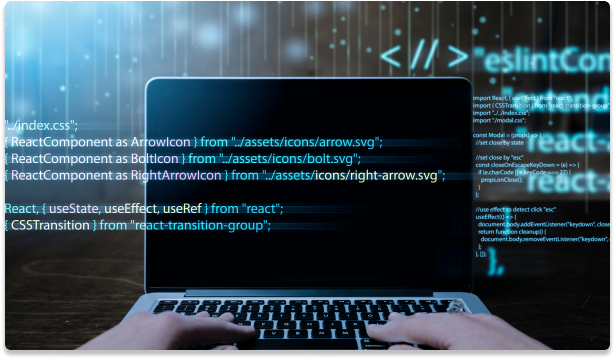 < // >
"eslintCon
"../index.css";
{ ReactComponent as ArrowIcon } from "../assets/icons/arrow.svg";
{ ReactComponent as BoltIcon } from "../assets/icons/bolt.svg";
{ ReactComponent as RightArrowIcon } from "../assets/icons/right-arrow.svg";
React, { useState, useEffect, useRef } from "react";
{ CSSTransition } from "react-transition-group";
import React, { useEffect } from "react";
import { CSSTransition } from "react-transition-group"
import "../../index.css";
import "./modal.css";
const Modal = (props) => {
//set close by state
//set close by "esc"
const closeOnEscapeKeyDown = (e) => {
if (e.charCode || e.keyCode === 27) {
props.onClose();
}
};
//use effect to detect click "esc"
useEffect(() => {
document.body.addEventListener("keydown", close
return function cleanup() {
document.body.removeEventListener("keydown",
};
}, []);
react-
react-
},